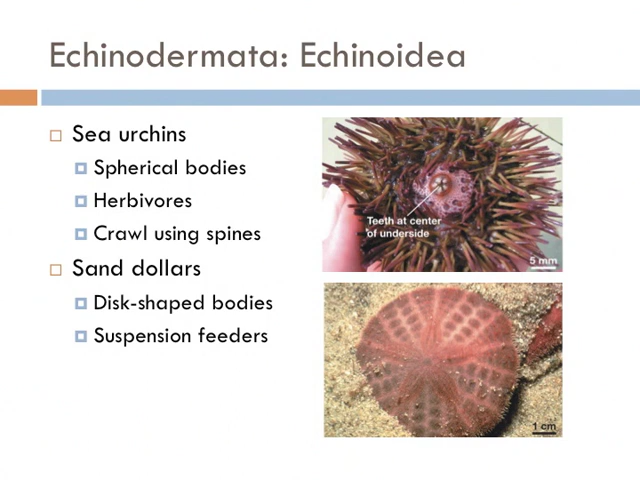 Echinodermata: Echinoidea
Sea urchins
Spherical bodies
Herbivores
Crawl using spines
Sand dollars
Disk-shaped bodies
Suspension feeders
Teeth at center
of underside
5 mm
1 cm